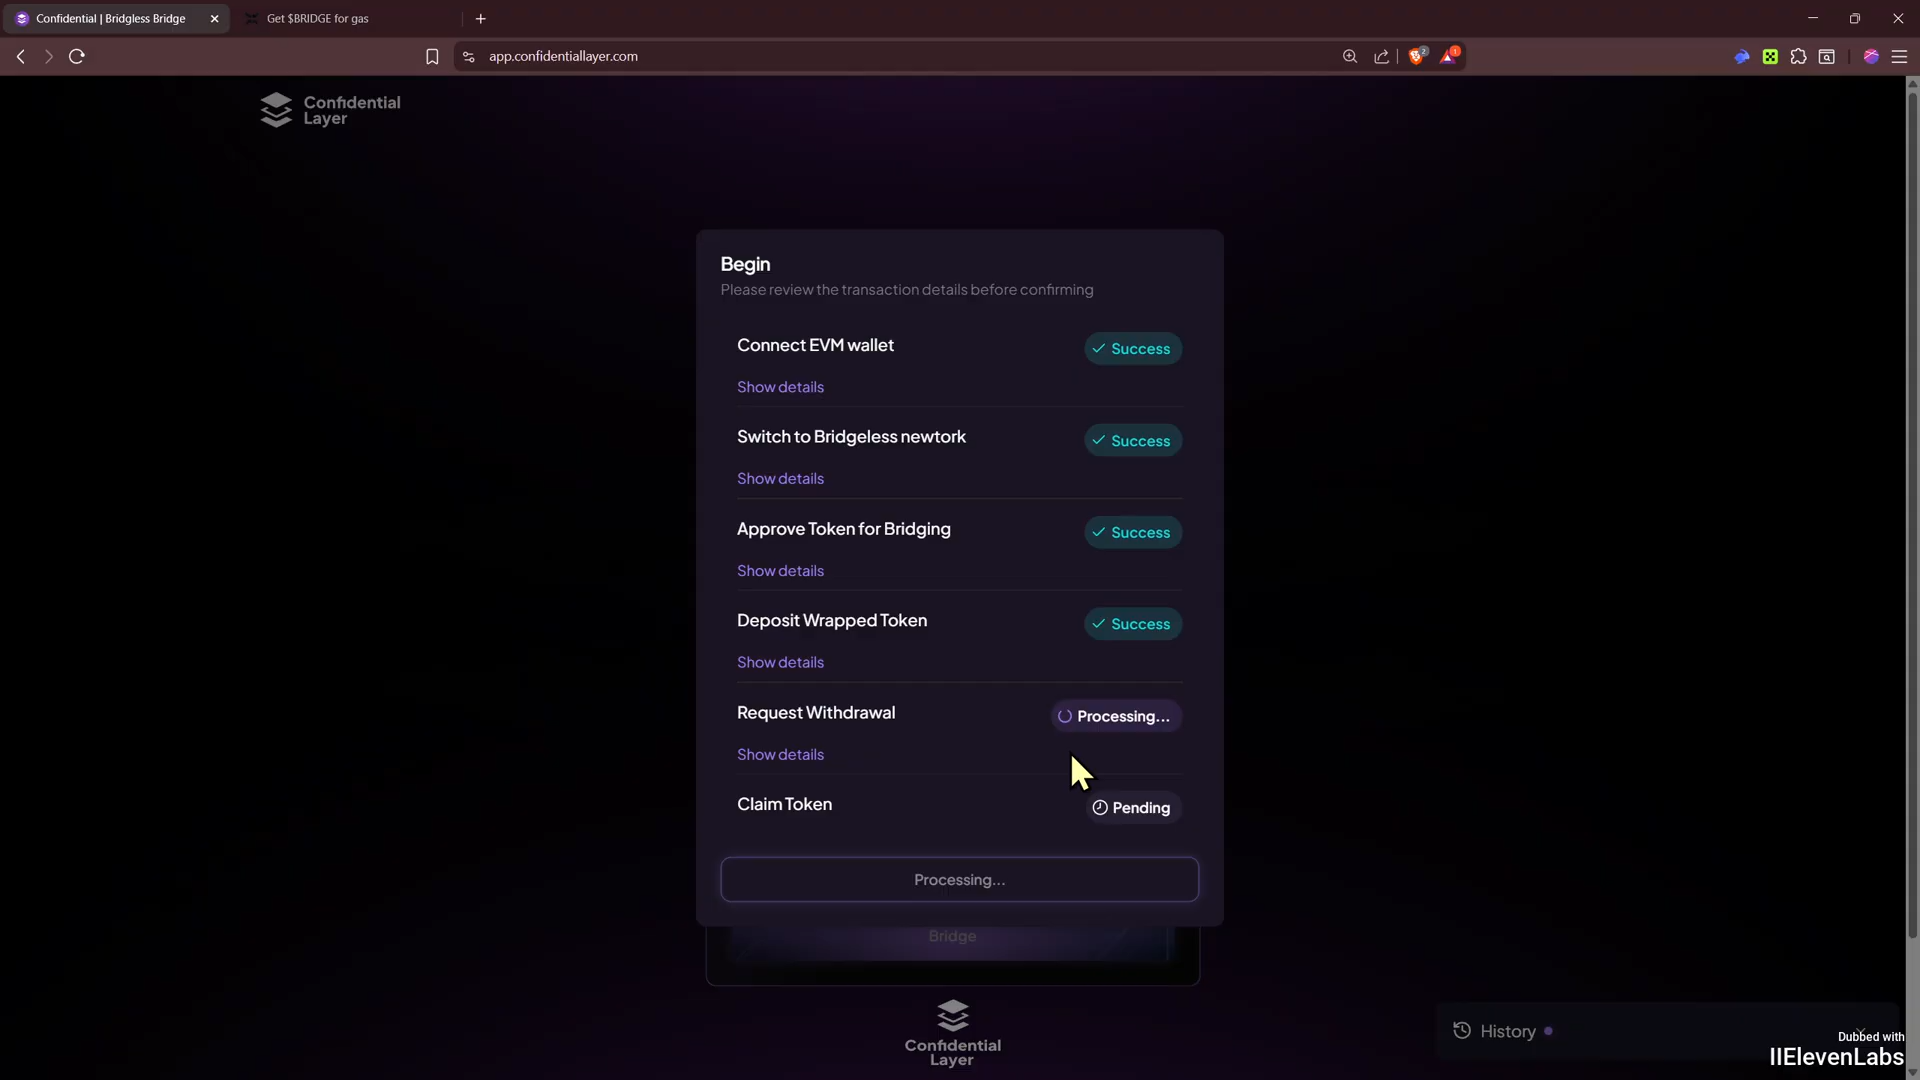 Confidential | Bridgless Bridge
Get $BRIDGE for gas
app.confidentiallayer.com
2
1
Confidential
Layer
Begin
Please review the transaction details before confirming
Connect EVM wallet
Success
Show details
Switch to Bridgeless newtork
Success
Show details
Approve Token for Bridging
Success
Show details
Deposit Wrapped Token
Success
Show details
Request Withdrawal
Processing...
Show details
Claim Token
Pending
Processing...
Bridge
Confidential
Layer
History
Dubbed with
IIElevenLabs